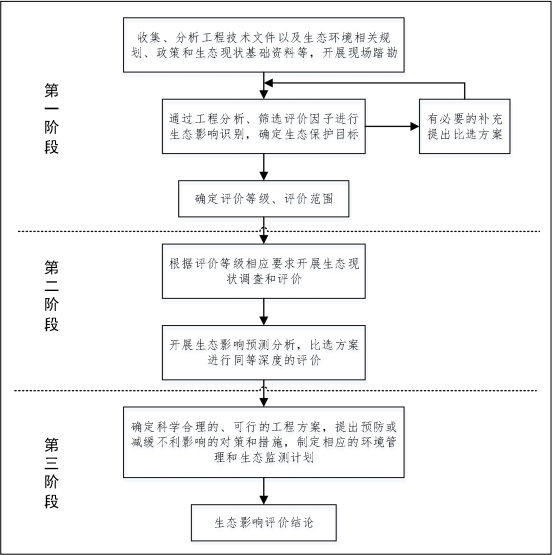 收集、分析工程技术文件以及生态环境相关规
划、政策和生态现状基础资料等，开展现场踏勘
第一阶段
通过工程分析、筛选评价因子进行
生态影响识别，确定生态保护目标
有必要的补充
提出比选方案
确定评价等级、评价范围
第二阶段
根据评价等级相应要求开展生态现
状调查和评价
开展生态影响预测分析，比选方案
进行同等深度的评价
第三阶段
确定科学合理的、可行的工程方案，提出预防或
减缓不利影响的对策和措施，制定相应的环境管
理和生态监测计划
生态影响评价结论